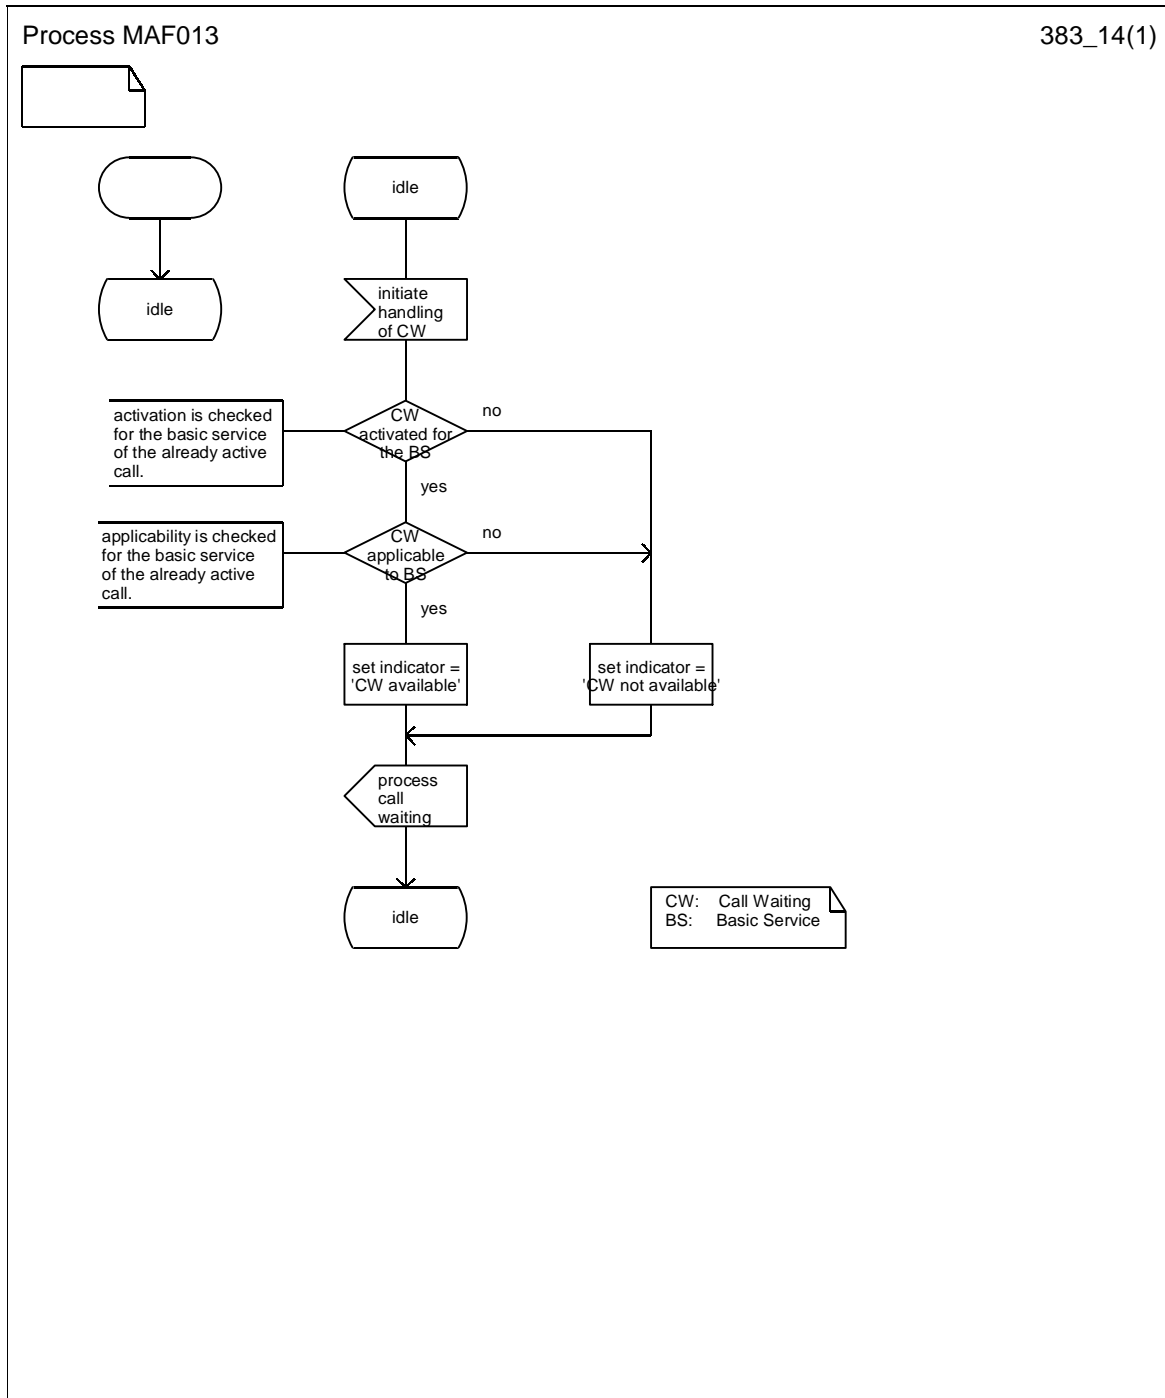 Process MAF013
383_14(1)
idle
idle
initiate
handling
of CW
activation is checked
for the basic service
of the already active
call.
CW
activated for
the BS
no
yes
applicability is checked
for the basic service
of the already active
call.
CW
applicable
to BS
no
yes
set indicator =
'CW available'
set indicator =
'CW not available'
process
call
waiting
idle
CW: Call Waiting
BS: Basic Service